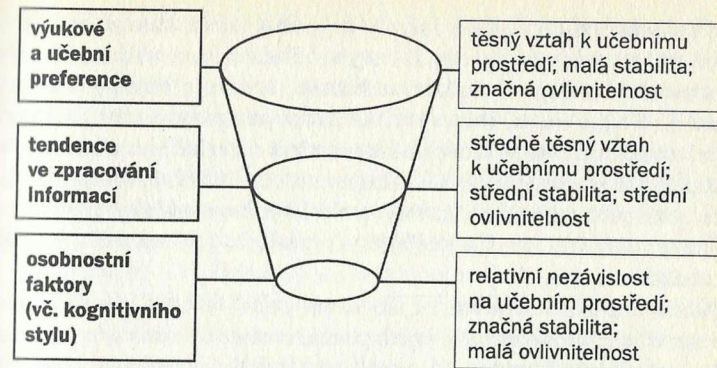 výukové
a učební
preference
těsný vztah k učebnímu
prostředí; malá stabilita;
značná ovlivnitelnost
tendence
ve zpracování
informací
středně těsný vztah
k učebnímu prostředí;
střední stabilita; střední
ovlivnitelnost
osobnostní
faktory
(vč. kognitivního
stylu)
relativní nezávislost
na učebním prostředí;
značná stabilita;
malá ovlivnitelnost